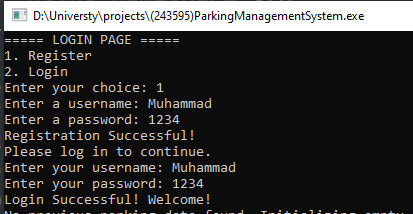 D:\Universty\projects\(243595)ParkingManagementSystem.exe
===== LOGIN PAGE =====
1. Register
2. Login
Enter your choice: 1
Enter a username: Muhammad
Enter a password: 1234
Registration Successful!
Please log in to continue.
Enter your username: Muhammad
Enter your password: 1234
Login Successful! Welcome!
No previous parking data found. Initializing empty